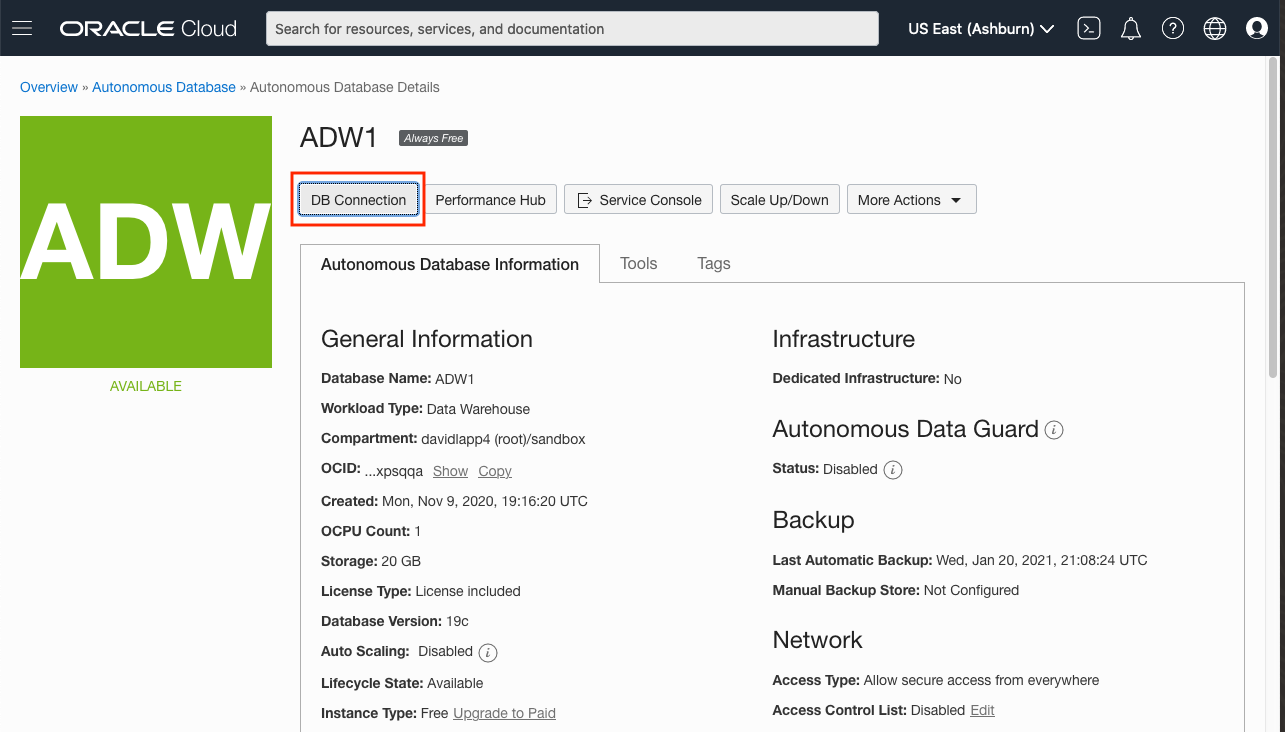 ORACLE Cloud
Search for resources, services, and documentation
US East (Ashburn)
Overview » Autonomous Database » Autonomous Database Details
ADW
AVAILABLE
ADW1 Always Free
DB Connection Performance Hub Service Console Scale Up/Down More Actions
Autonomous Database Information Tools Tags
General Information
Database Name: ADW1
Workload Type: Data Warehouse
Compartment: davidlapp4 (root)/sandbox
OCID: ...xpsqqa Show Copy
Created: Mon, Nov 9, 2020, 19:16:20 UTC
OCPU Count: 1
Storage: 20 GB
License Type: License included
Database Version: 19c
Auto Scaling: Disabled i
Lifecycle State: Available
Instance Type: Free Upgrade to Paid
Infrastructure
Dedicated Infrastructure: No
Autonomous Data Guard i
Status: Disabled i
Backup
Last Automatic Backup: Wed, Jan 20, 2021, 21:08:24 UTC
Manual Backup Store: Not Configured
Network
Access Type: Allow secure access from everywhere
Access Control List: Disabled Edit